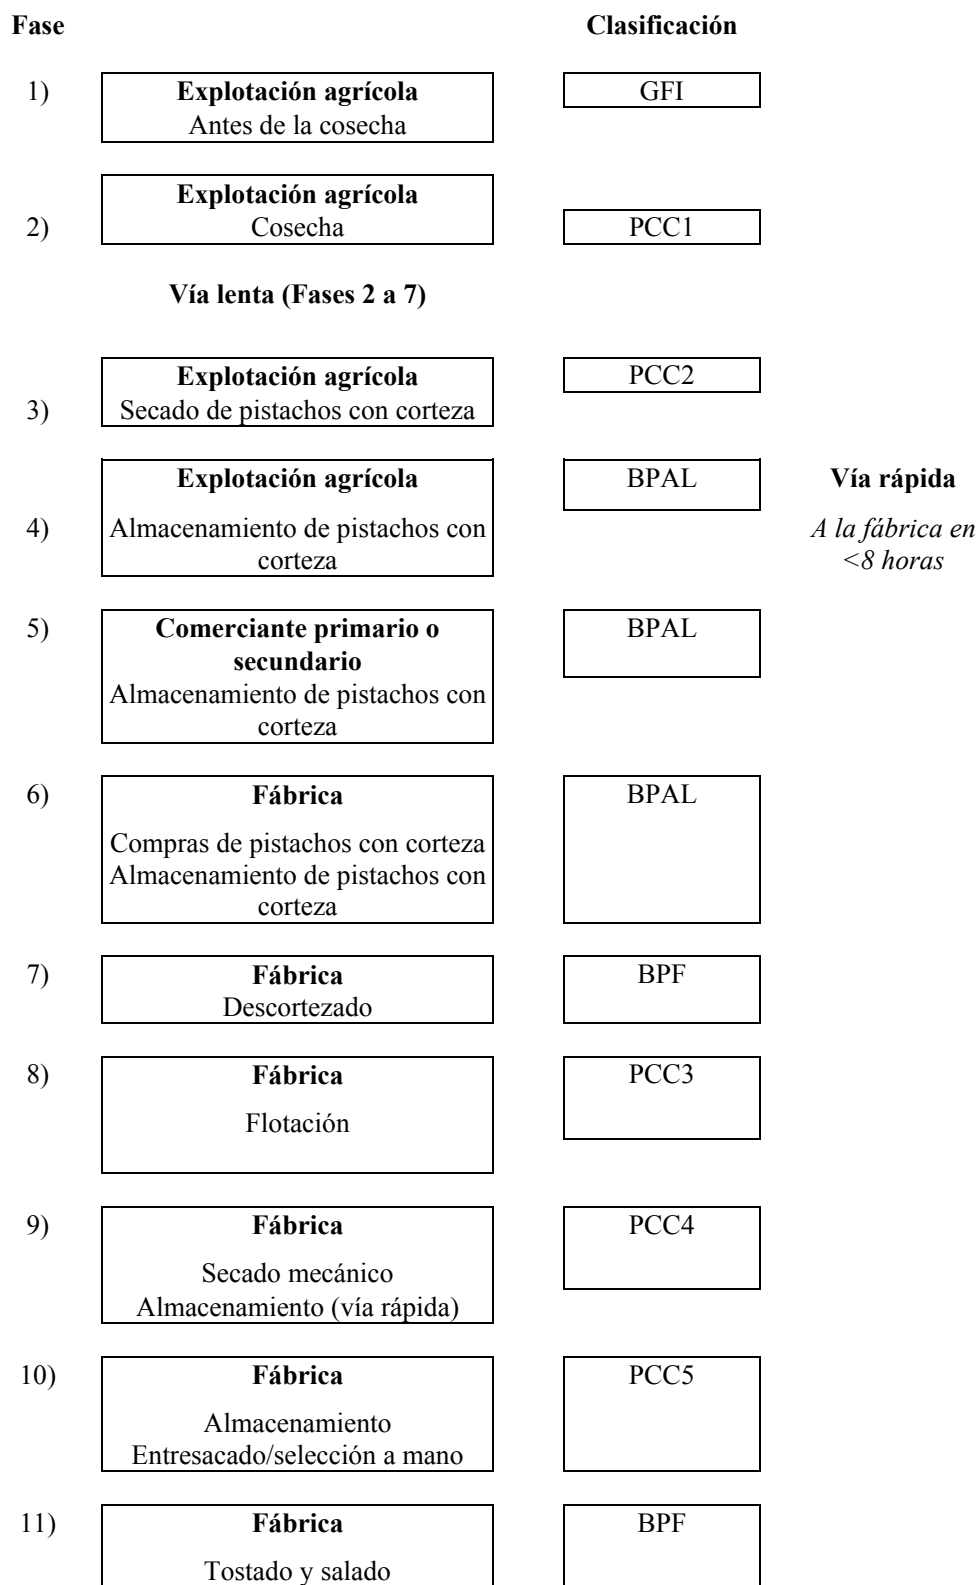 Fase Clasificación
1) Explotación agrícola GFI
Antes de la cosecha
Explotación agrícola
2) Cosecha PCC1
Vía lenta (Fases 2 a 7)
Explotación agrícola PCC2
3) Secado de pistachos con corteza
Explotación agrícola BPAL Vía rápida
4) Almacenamiento de pistachos con A la fábrica en
corteza <8 horas
5) Comerciante primario o BPAL
secundario
Almacenamiento de pistachos con
corteza
6) Fábrica BPAL
Compras de pistachos con corteza
Almacenamiento de pistachos con
corteza
7) Fábrica BPF
Descortezado
8) Fábrica PCC3
Flotación
9) Fábrica PCC4
Secado mecánico
Almacenamiento (vía rápida)
10) Fábrica PCC5
Almacenamiento
Entresacado/selección a mano
11) Fábrica BPF
Tostado y salado